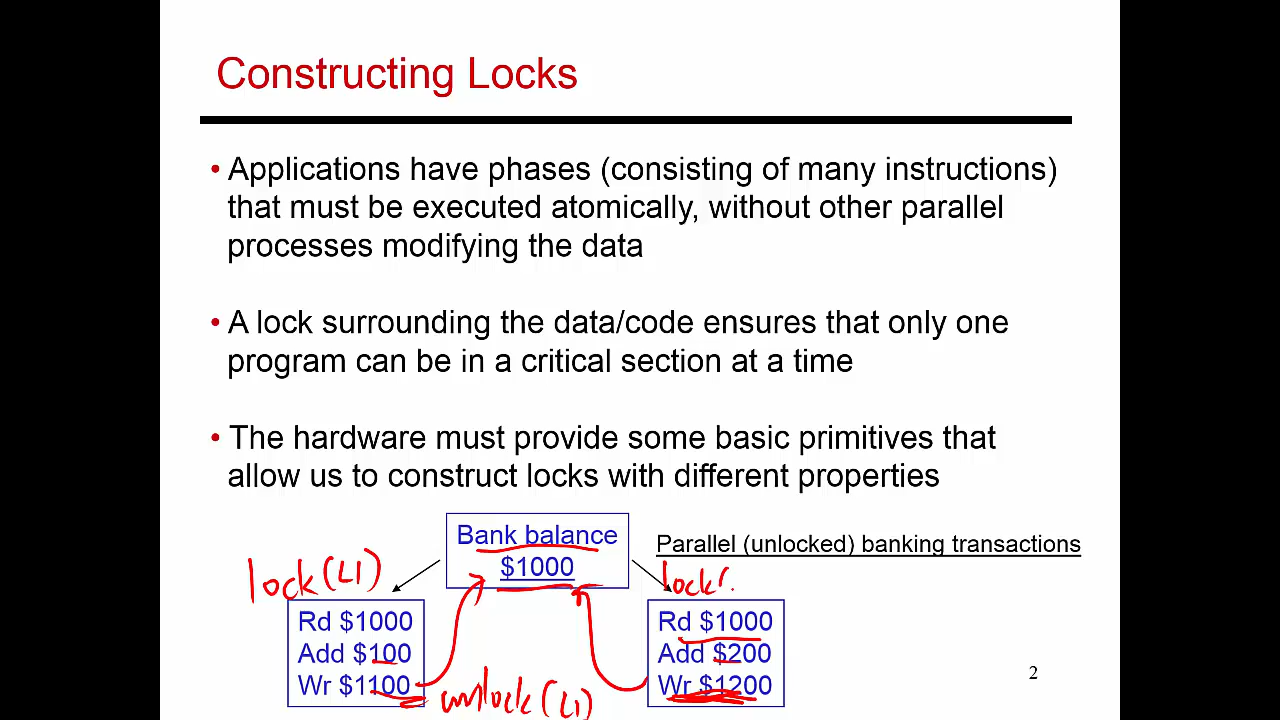 Constructing Locks
• Applications have phases (consisting of many instructions)
that must be executed atomically, without other parallel
processes modifying the data
• A lock surrounding the data/code ensures that only one
program can be in a critical section at a time
• The hardware must provide some basic primitives that
allow us to construct locks with different properties
Bank balance
$1000
Parallel (unlocked) banking transactions
lock(L1)
Rd $1000
Add $100
Wr $1100
unlock(L1)
lock(
Rd $1000
Add $200
Wr $1200
2